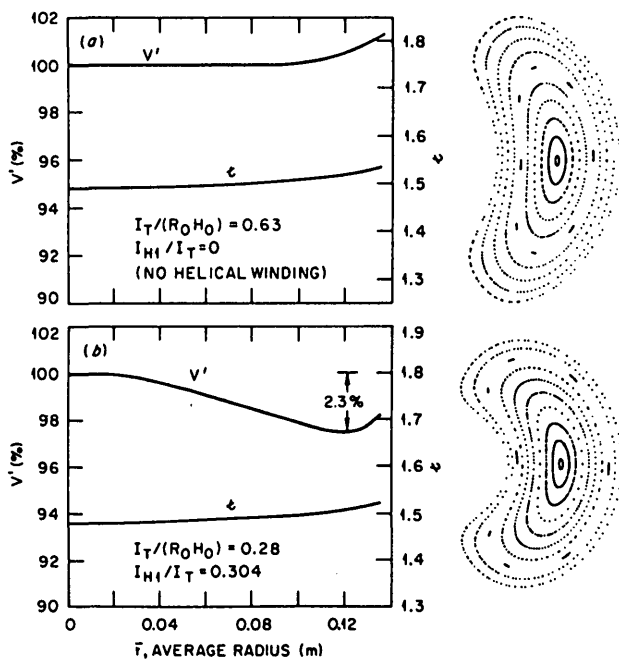 (a)
V'
ɩ
I_T/(R_0H_0) = 0.63
I_H1/I_T = 0
(NO HELICAL WINDING)
V' (%)
102
100
98
96
94
92
90
ɩ
1.8
1.7
1.6
1.5
1.4
1.3
(b)
V'
2.3%
ɩ
I_T/(R_0H_0) = 0.28
I_H1/I_T = 0.304
V' (%)
102
100
98
96
94
92
90
ɩ
1.9
1.8
1.7
1.6
1.5
1.4
1.3
0 0.04 0.08 0.12
r̄, AVERAGE RADIUS (m)